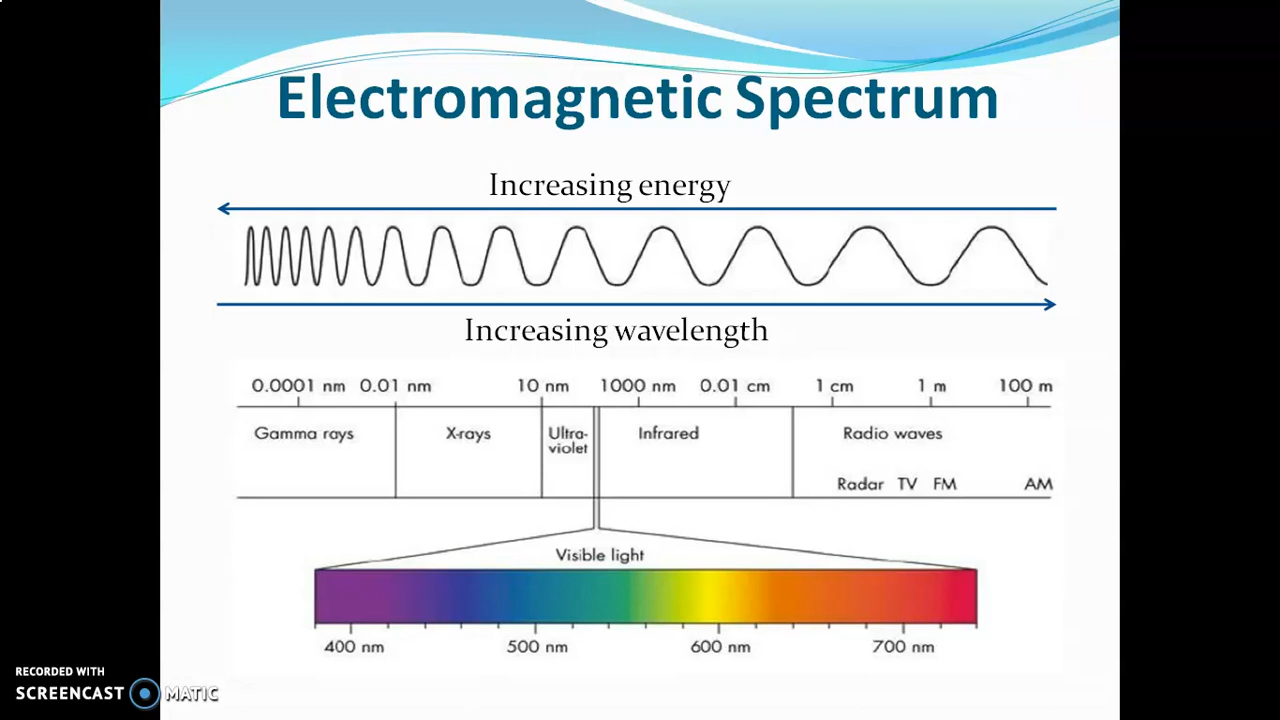 Electromagnetic Spectrum
Increasing energy
Increasing wavelength
0.0001 nm 0.01 nm 10 nm 1000 nm 0.01 cm 1 cm 1 m 100 m
Gamma rays X-rays Ultra- Infrared Radio waves
violet
Radar TV FM AM
Visible light
400 nm 500 nm 600 nm 700 nm
RECORDED WITH
SCREENCAST MATIC